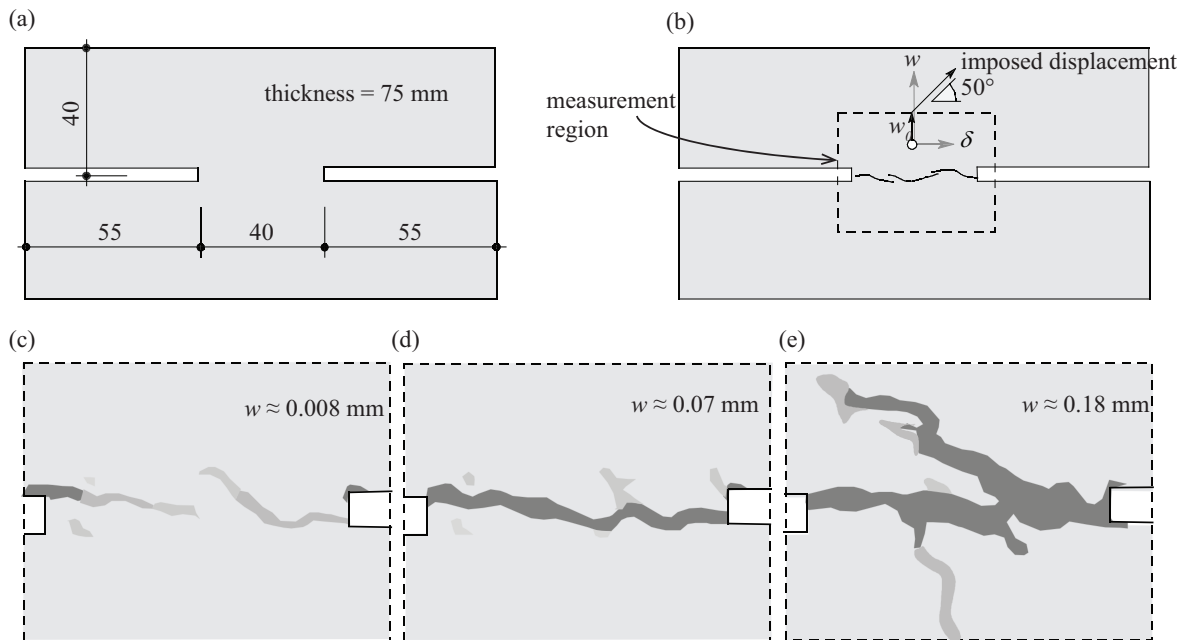 (a)
40
thickness = 75 mm
55
40
55
(b)
w
imposed displacement
50°
measurement
region
w₀
δ
(c)
w ≈ 0.008 mm
(d)
w ≈ 0.07 mm
(e)
w ≈ 0.18 mm